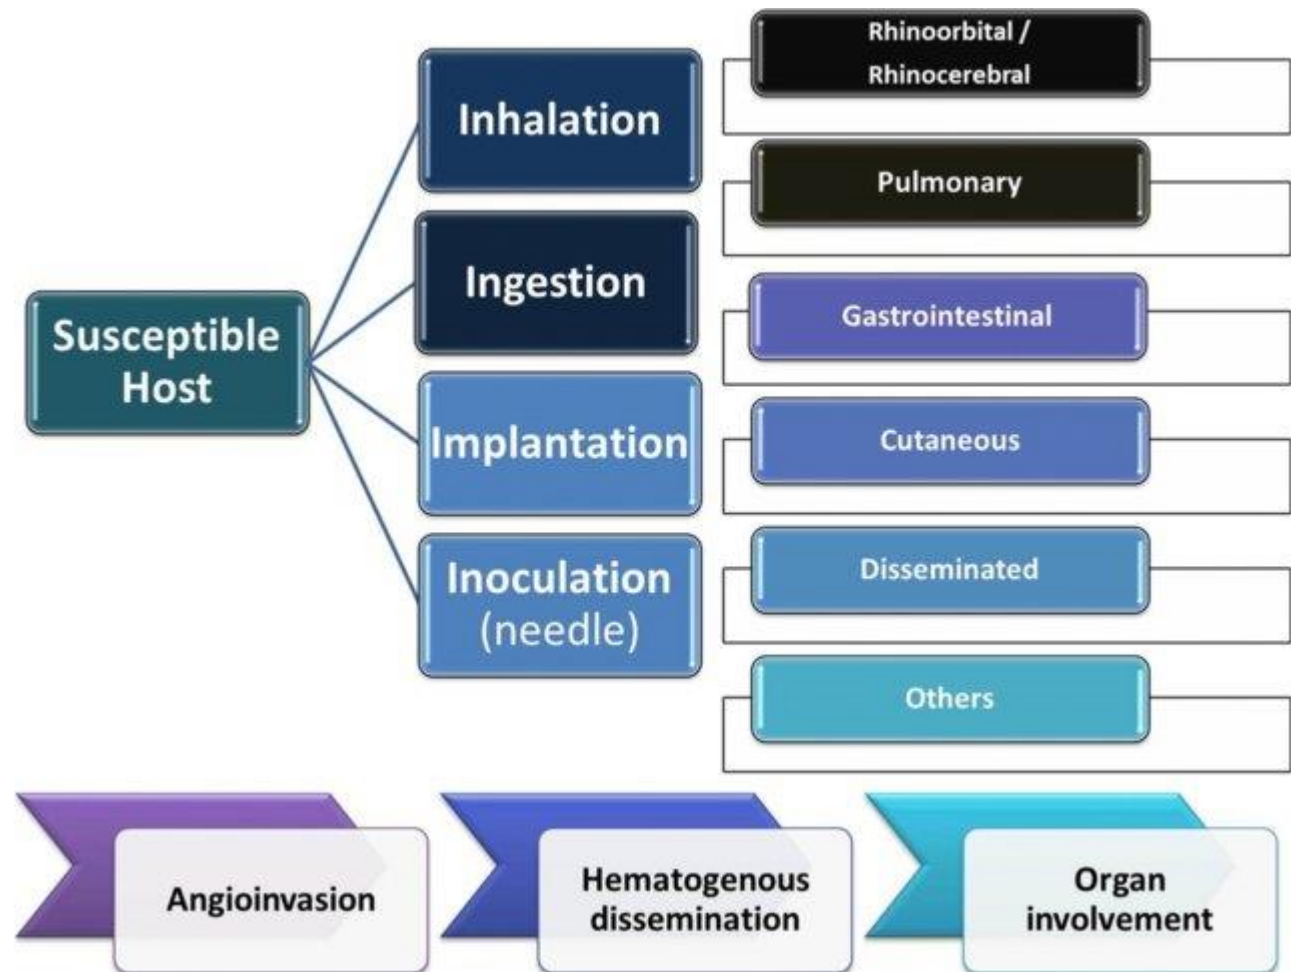 Susceptible
Host
Inhalation
Ingestion
Implantation
Inoculation
(needle)
Rhinoorbital /
Rhinocerebral
Pulmonary
Gastrointestinal
Cutaneous
Disseminated
Others
Angioinvasion
Hematogenous
dissemination
Organ
involvement